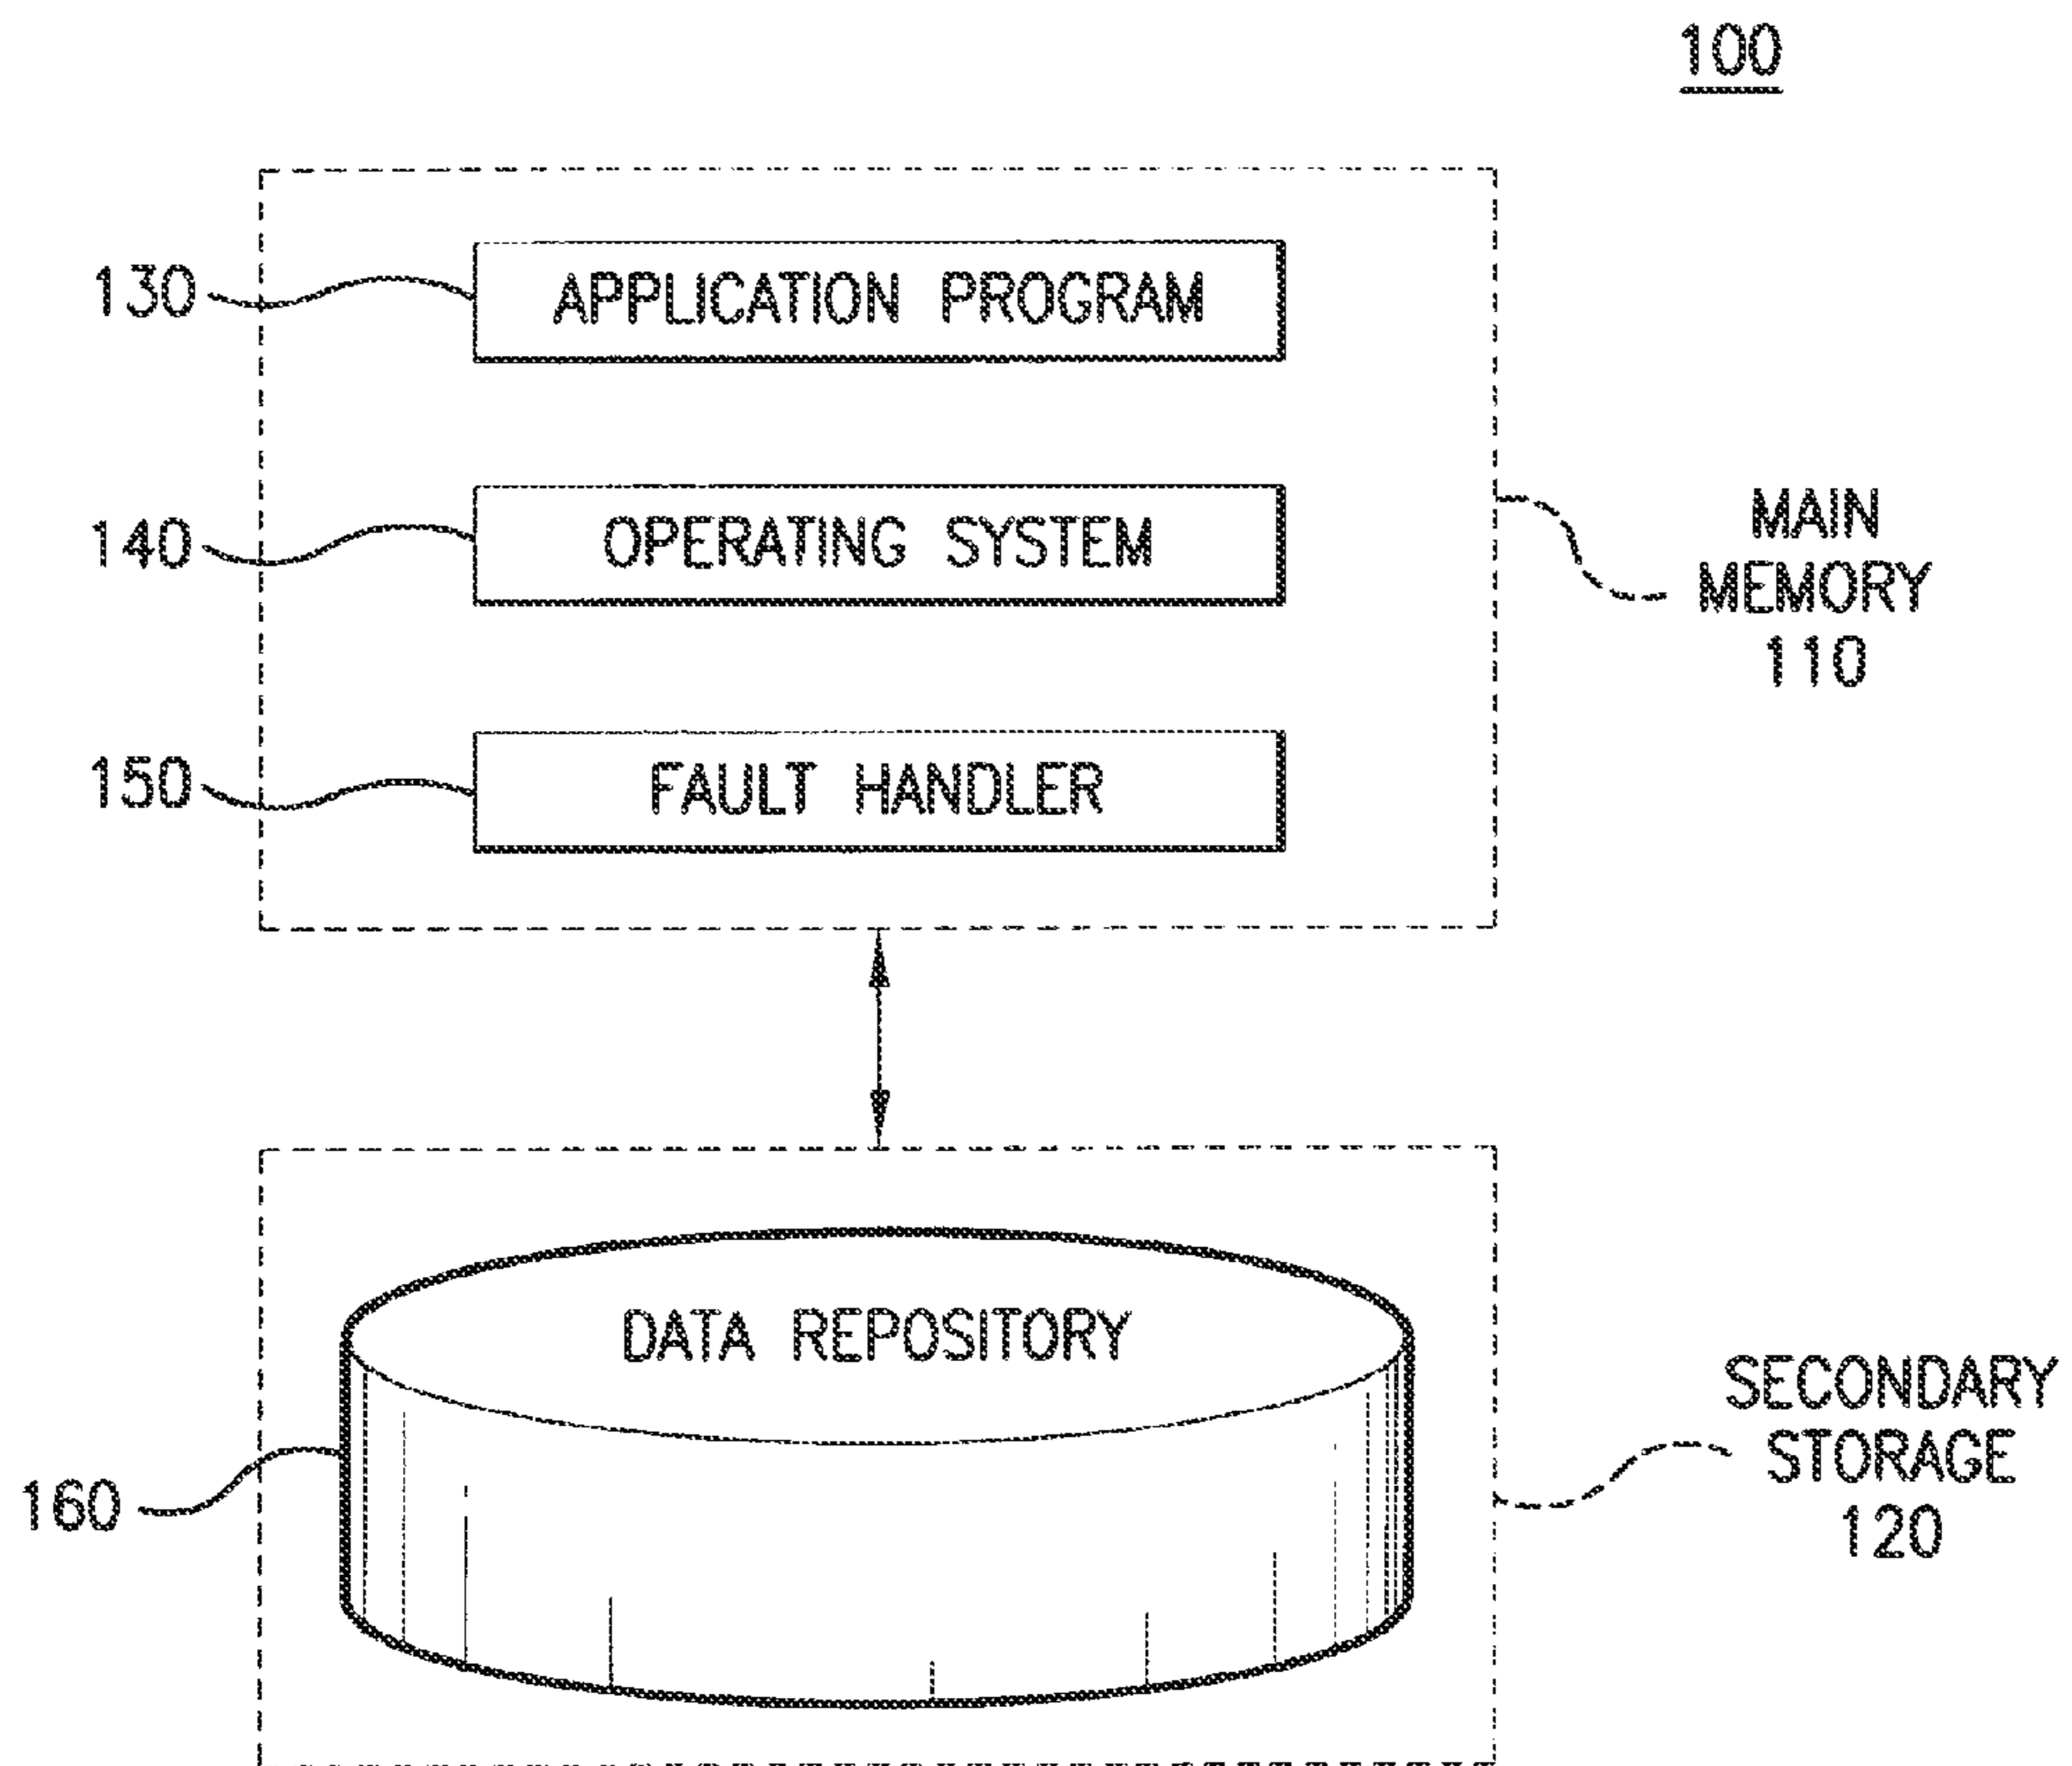 100
130
APPLICATION PROGRAM
140
OPERATING SYSTEM
MAIN
MEMORY
110
150
FAULT HANDLER
DATA REPOSITORY
160
SECONDARY
STORAGE
120